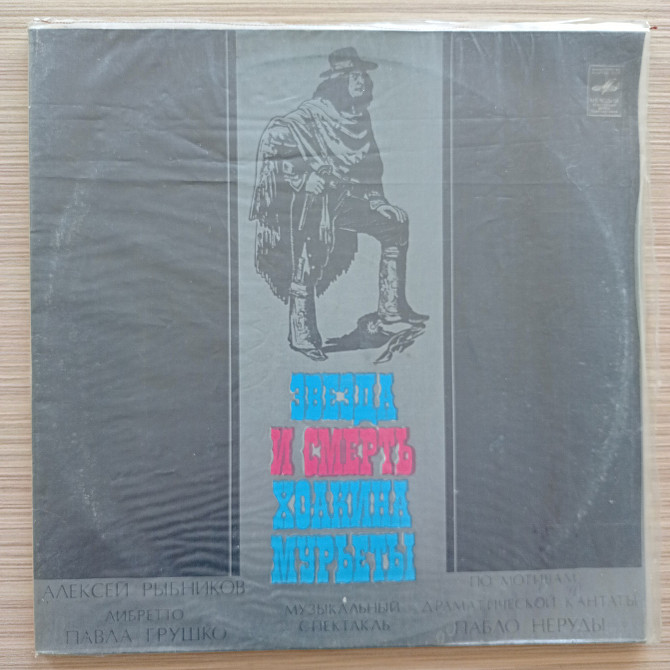 ЗВЕЗДА
И СМЕРТЬ
ХОАКИНА
МУРЬЕТЫ
АЛЕКСЕЙ РЫБНИКОВ
ЛИБРЕТТО
ПАВЛА ГРУШКО
МУЗЫКАЛЬНЫЙ
СПЕКТАКЛЬ
ПО МОТИВАМ
ДРАМАТИЧЕСКОЙ КАНТАТЫ
ПАБЛО НЕРУДЫ